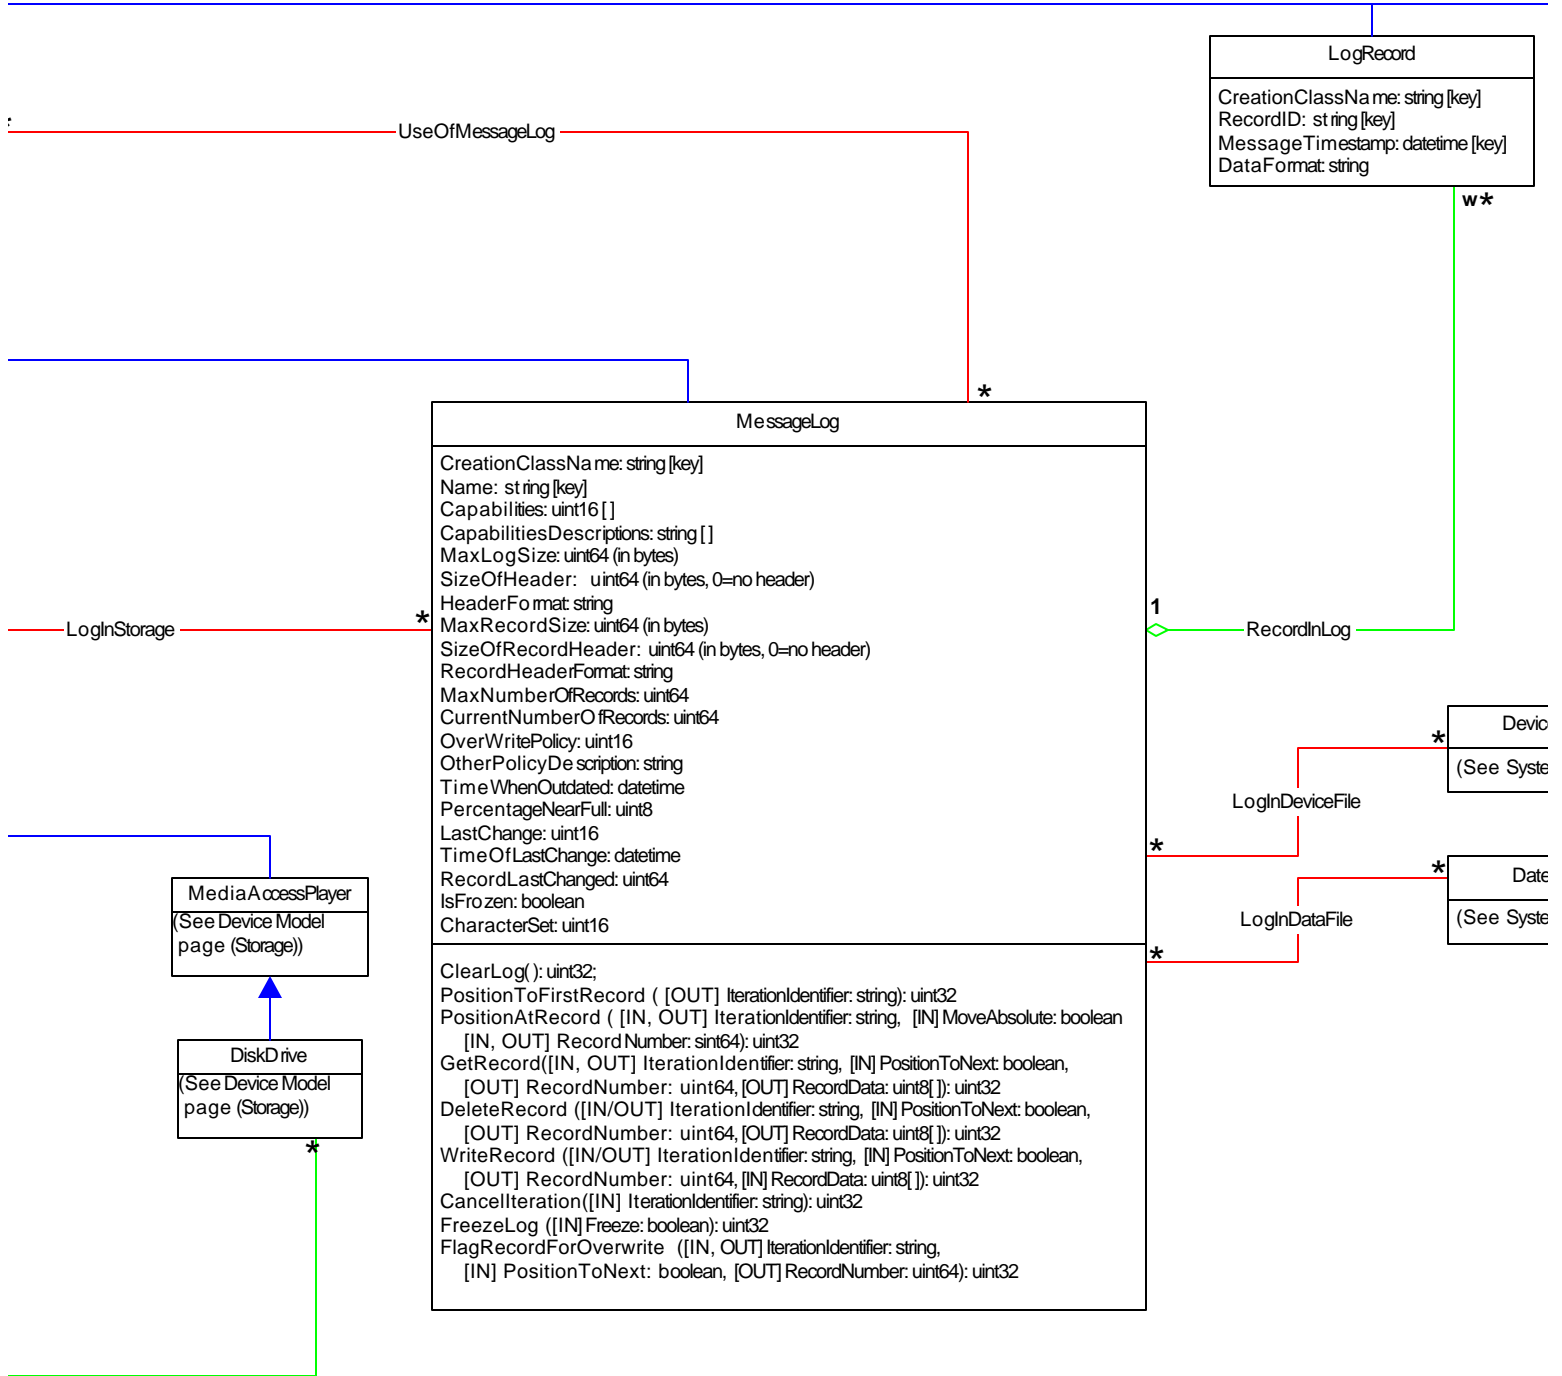 LogRecord
CreationClassName: string [key]
RecordID: string [key]
MessageTimestamp: datetime [key]
DataFormat: string
w*
*
UseOfMessageLog
*
MessageLog
CreationClassName: string [key]
Name: string [key]
Capabilities: uint16 [ ]
CapabilitiesDescriptions: string [ ]
MaxLogSize: uint64 (in bytes)
SizeOfHeader: uint64 (in bytes, 0=no header)
HeaderFormat: string
MaxRecordSize: uint64 (in bytes)
SizeOfRecordHeader: uint64 (in bytes, 0=no header)
RecordHeaderFormat: string
MaxNumberOfRecords: uint64
CurrentNumberOfRecords: uint64
OverWritePolicy: uint16
OtherPolicyDescription: string
TimeWhenOutdated: datetime
PercentageNearFull: uint8
LastChange: uint16
TimeOfLastChange: datetime
RecordLastChanged: uint64
IsFrozen: boolean
CharacterSet: uint16
ClearLog( ): uint32;
PositionToFirstRecord ( [OUT] IterationIdentifier: string): uint32
PositionAtRecord ( [IN, OUT] IterationIdentifier: string, [IN] MoveAbsolute: boolean
[IN, OUT] Record Number: sint64): uint32
GetRecord([IN, OUT] IterationIdentifier: string, [IN] PositionToNext: boolean,
[OUT] RecordNumber: uint64, [OUT] RecordData: uint8[ ]): uint32
DeleteRecord ([IN/OUT] IterationIdentifier: string, [IN] PositionToNext: boolean,
[OUT] RecordNumber: uint64, [OUT] RecordData: uint8[ ]): uint32
WriteRecord ([IN/OUT] IterationIdentifier: string, [IN] PositionToNext: boolean,
[OUT] RecordNumber: uint64, [IN] RecordData: uint8[ ]): uint32
CancelIteration([IN] IterationIdentifier: string): uint32
FreezeLog ([IN] Freeze: boolean): uint32
FlagRecordForOverwrite ([IN, OUT] IterationIdentifier: string,
[IN] PositionToNext: boolean, [OUT] RecordNumber: uint64): uint32
LogInStorage
*
1
RecordInLog
*
Devic
(See Syste
LogInDeviceFile
*
*
Date
(See Syste
LogInDataFile
*
MediaAccessPlayer
(See Device Model
page (Storage))
DiskDrive
(See Device Model
page (Storage))
*